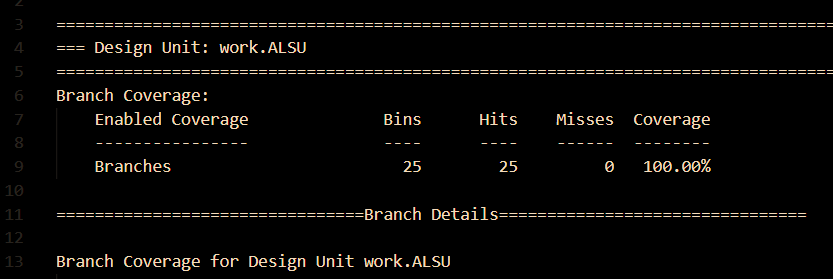 2
3 ==================================================================================
4 === Design Unit: work.ALSU
5 ==================================================================================
6 Branch Coverage:
7 Enabled Coverage Bins Hits Misses Coverage
8 ---------------- ---- ---- ------ --------
9 Branches 25 25 0 100.00%
10
11 ================================Branch Details================================
12
13 Branch Coverage for Design Unit work.ALSU